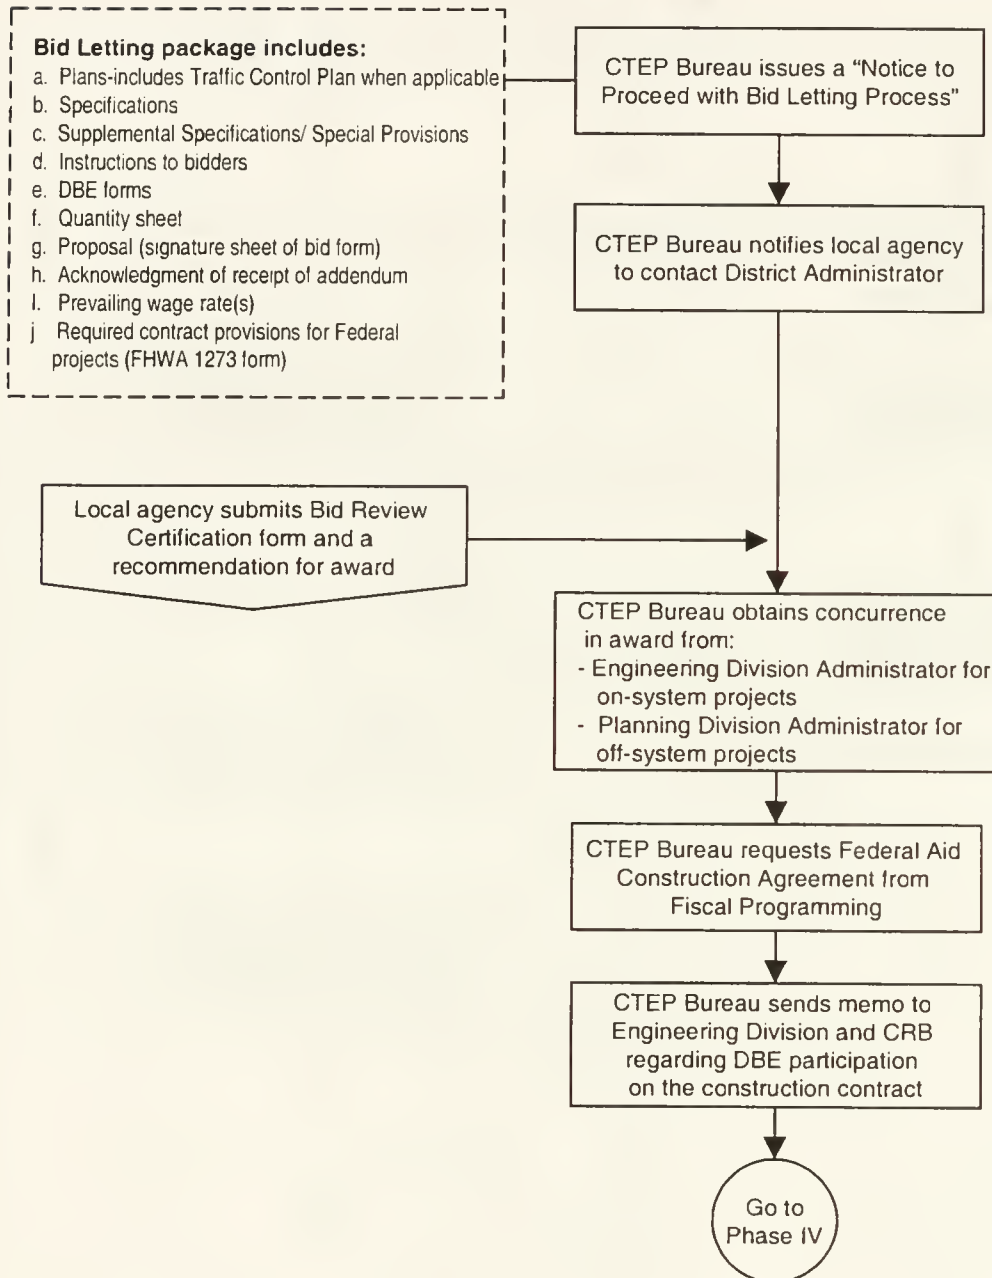 Bid Letting package includes:
a. Plans-includes Traffic Control Plan when applicable
b. Specifications
c. Supplemental Specifications/ Special Provisions
d. Instructions to bidders
e. DBE forms
f. Quantity sheet
g. Proposal (signature sheet of bid form)
h. Acknowledgment of receipt of addendum
I. Prevailing wage rate(s)
j Required contract provisions for Federal
projects (FHWA 1273 form)
CTEP Bureau issues a “Notice to
Proceed with Bid Letting Process”
CTEP Bureau notifies local agency
to contact District Administrator
Local agency submits Bid Review
Certification form and a
recommendation for award
CTEP Bureau obtains concurrence
in award from:
- Engineering Division Administrator for
on-system projects
- Planning Division Administrator for
off-system projects
CTEP Bureau requests Federal Aid
Construction Agreement from
Fiscal Programming
CTEP Bureau sends memo to
Engineering Division and CRB
regarding DBE participation
on the construction contract
Go to
Phase IV